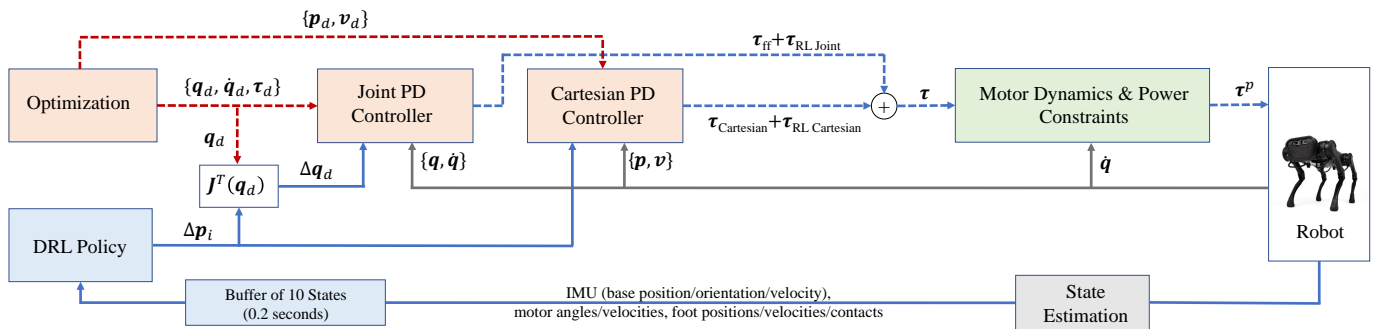 {𝒑_d, 𝒗_d}
𝝉_ff+𝝉_RL Joint
Optimization
{𝒒_d, 𝒒̇_d, 𝝉_d}
Joint PD
Controller
Cartesian PD
Controller
+
𝝉
Motor Dynamics & Power
Constraints
𝝉^p
𝝉_Cartesian+𝝉_RL Cartesian
𝒒_d
{𝒒, 𝒒̇}
{𝒑, 𝒗}
𝒒̇
𝑱^T(𝒒_d)
Δ𝒒_d
DRL Policy
Δ𝒑_i
Robot
Buffer of 10 States
(0.2 seconds)
IMU (base position/orientation/velocity),
motor angles/velocities, foot positions/velocities/contacts
State
Estimation